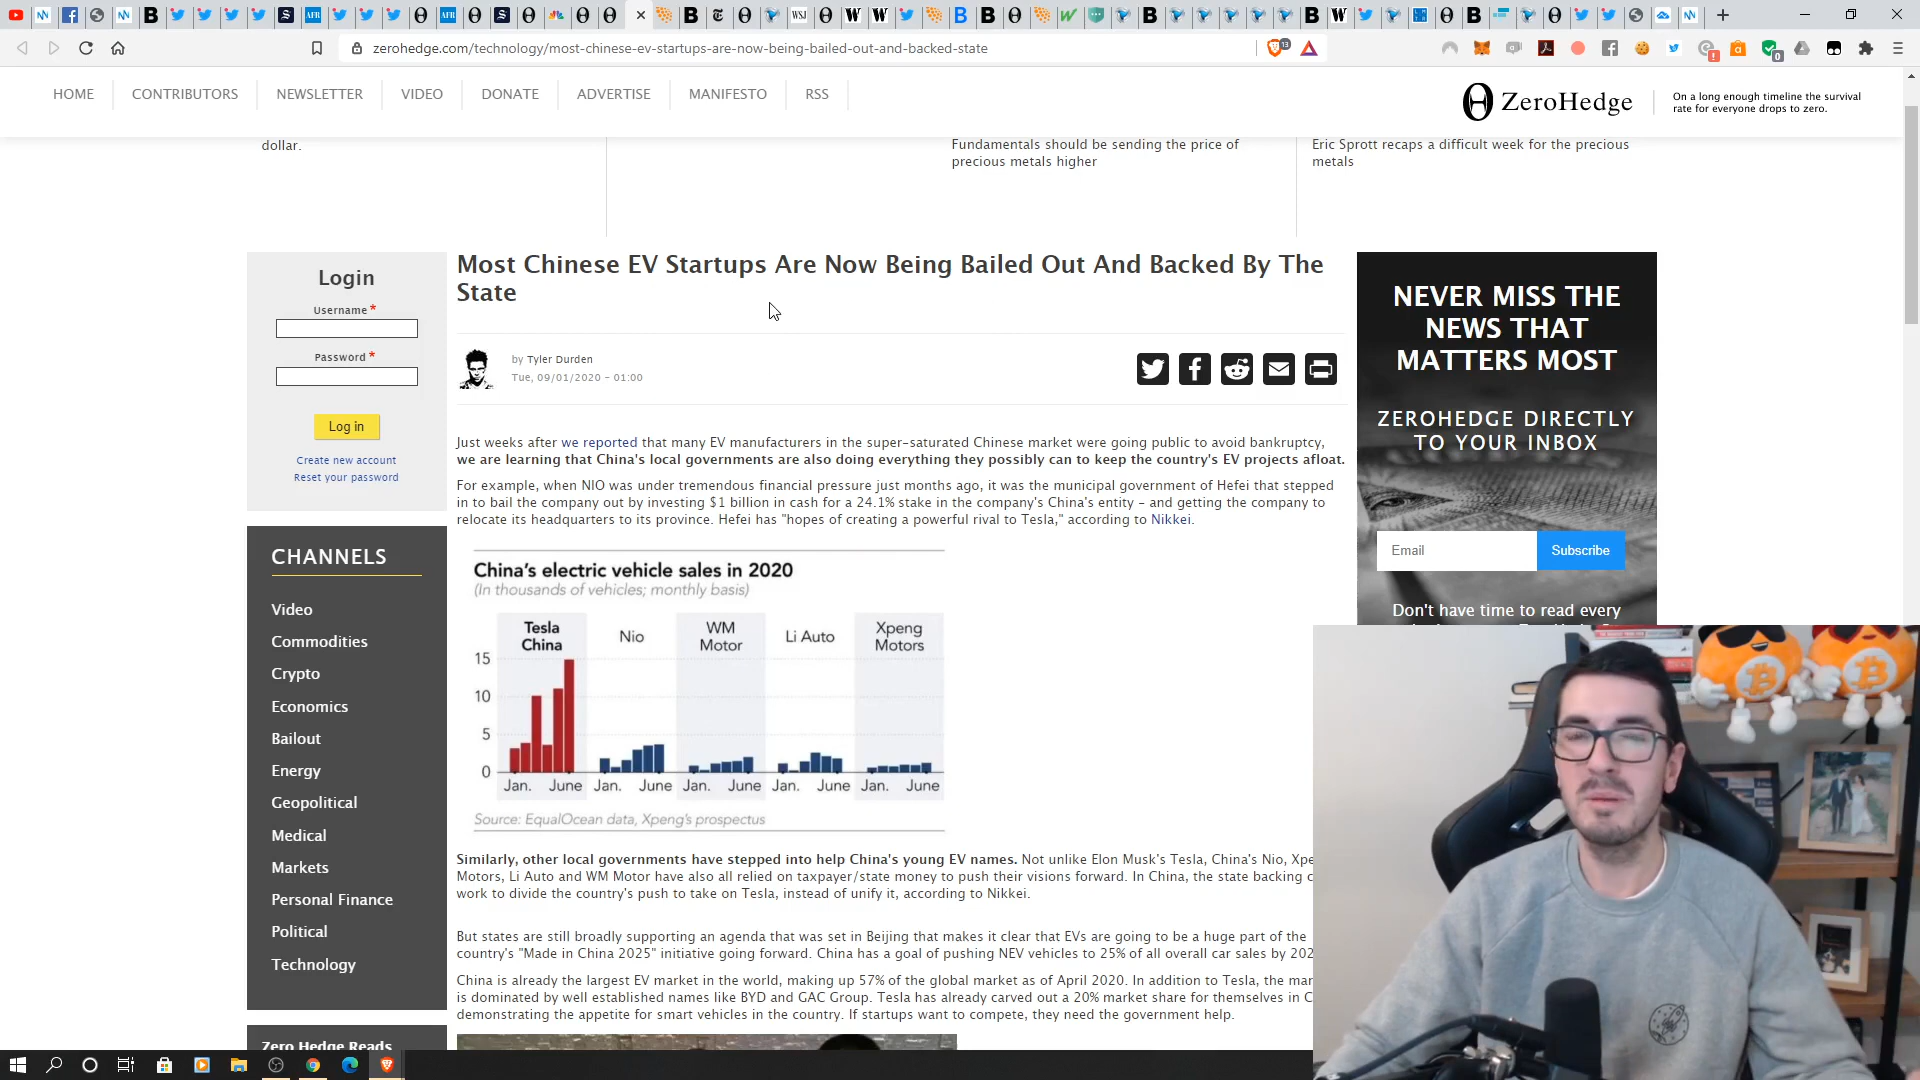 zerohedge.com/technology/most-chinese-ev-startups-are-now-being-bailed-out-and-backed-state
HOME
CONTRIBUTORS
NEWSLETTER
VIDEO
DONATE
ADVERTISE
MANIFESTO
RSS
ZeroHedge
On a long enough timeline the survival
rate for everyone drops to zero.
dollar.
Fundamentals should be sending the price of
precious metals higher
Eric Sprott recaps a difficult week for the precious
metals
Login
Username *
Password *
Log in
Create new account
Reset your password
CHANNELS
Video
Commodities
Crypto
Economics
Bailout
Energy
Geopolitical
Medical
Markets
Personal Finance
Political
Technology
Zero Hedge Reads
Most Chinese EV Startups Are Now Being Bailed Out And Backed By The
State
by Tyler Durden
Tue, 09/01/2020 - 01:00
Just weeks after we reported that many EV manufacturers in the super-saturated Chinese market were going public to avoid bankruptcy,
we are learning that China's local governments are also doing everything they possibly can to keep the country's EV projects afloat.
For example, when NIO was under tremendous financial pressure just months ago, it was the municipal government of Hefei that stepped
in to bail the company out by investing $1 billion in cash for a 24.1% stake in the company's China's entity - and getting the company to
relocate its headquarters to its province. Hefei has "hopes of creating a powerful rival to Tesla," according to Nikkei.
China's electric vehicle sales in 2020
(In thousands of vehicles; monthly basis)
Tesla China
Nio
WM Motor
Li Auto
Xpeng Motors
15
10
5
0
Jan. June Jan. June Jan. June Jan. June Jan. June
Source: EqualOcean data, Xpeng's prospectus
Similarly, other local governments have stepped into help China's young EV names. Not unlike Elon Musk's Tesla, China's Nio, Xpe
Motors, Li Auto and WM Motor have also all relied on taxpayer/state money to push their visions forward. In China, the state backing c
work to divide the country's push to take on Tesla, instead of unify it, according to Nikkei.
But states are still broadly supporting an agenda that was set in Beijing that makes it clear that EVs are going to be a huge part of the
country's "Made in China 2025" initiative going forward. China has a goal of pushing NEV vehicles to 25% of all overall car sales by 202
China is already the largest EV market in the world, making up 57% of the global market as of April 2020. In addition to Tesla, the mar
is dominated by well established names like BYD and GAC Group. Tesla has already carved out a 20% market share for themselves in C
demonstrating the appetite for smart vehicles in the country. If startups want to compete, they need the government help.
NEVER MISS THE
NEWS THAT
MATTERS MOST
ZEROHEDGE DIRECTLY
TO YOUR INBOX
Email
Subscribe
Don't have time to read every